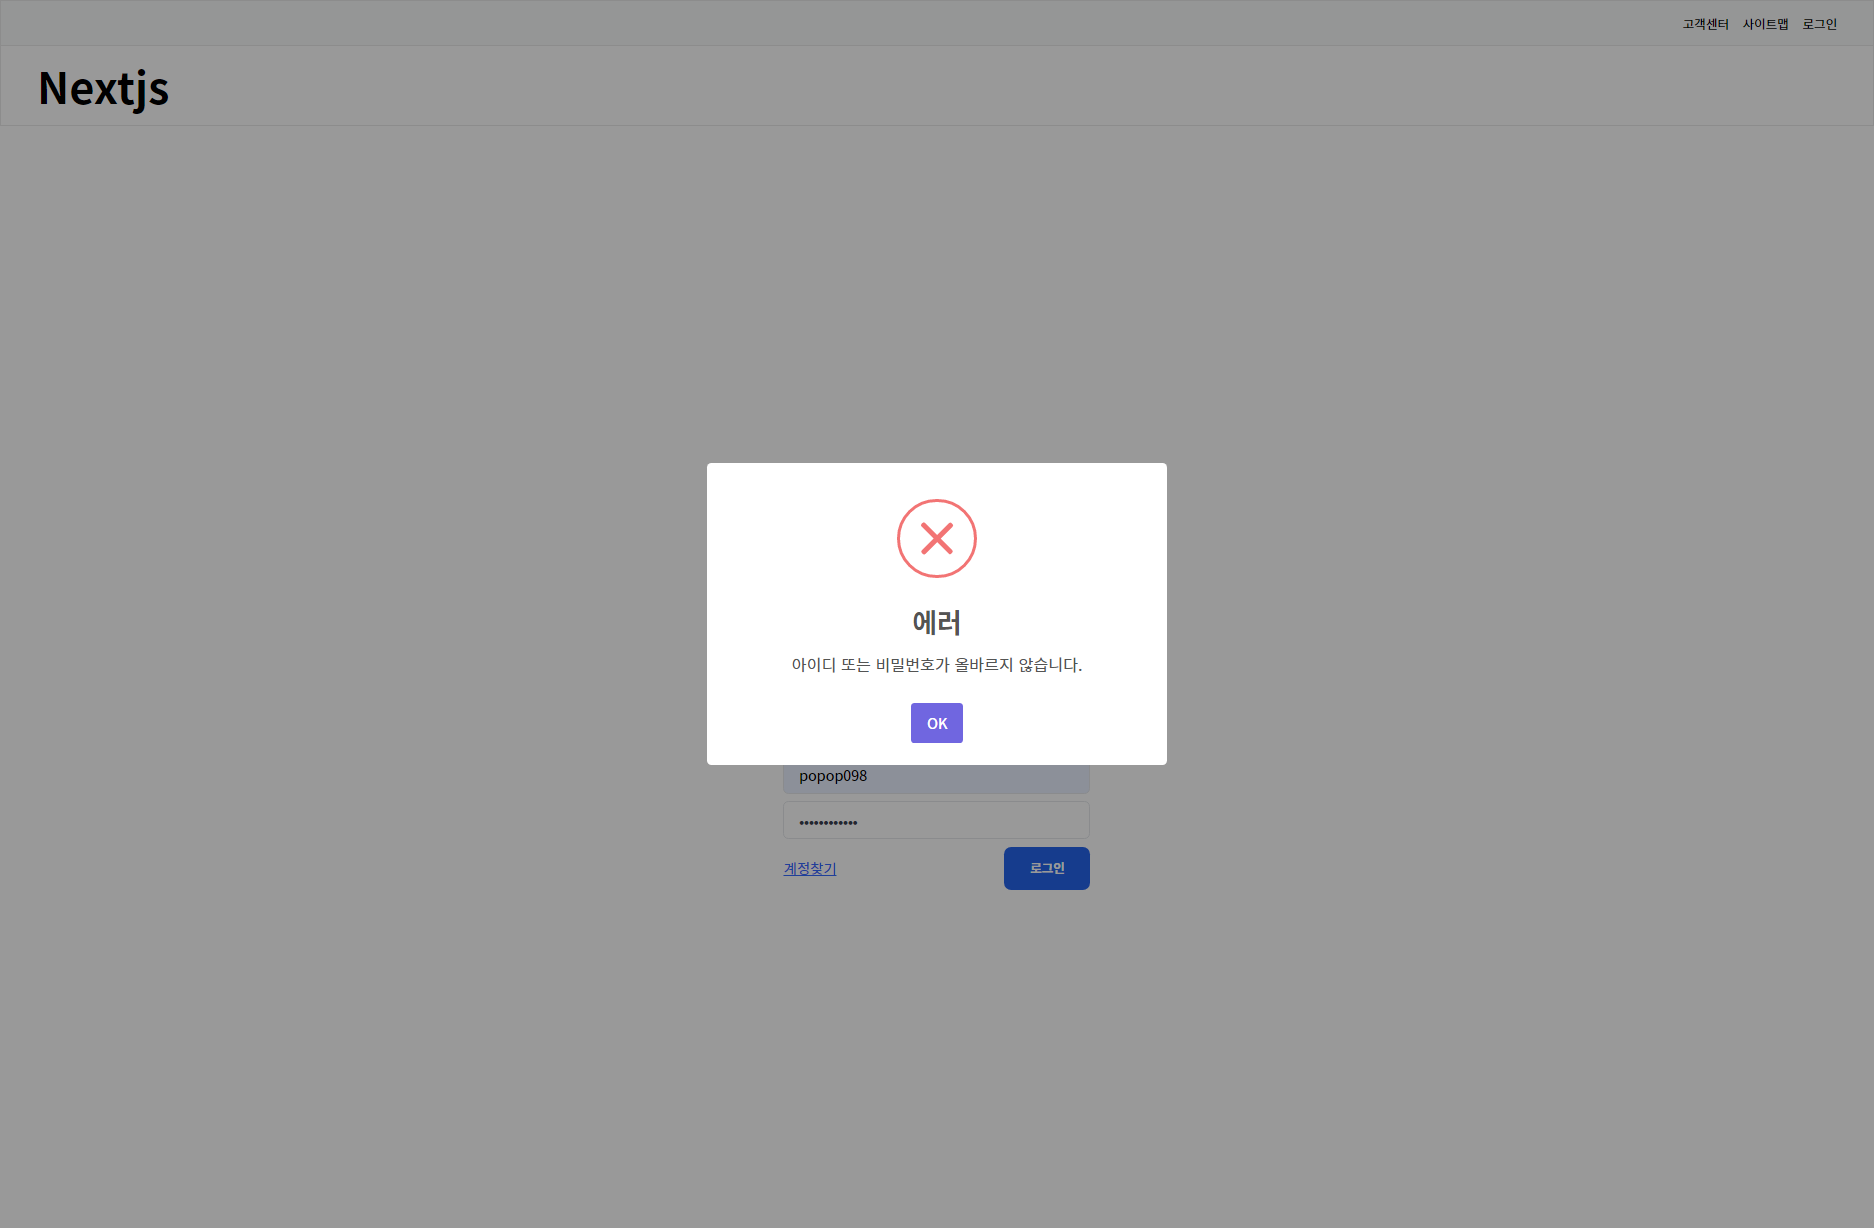 고객센터 사이트맵 로그인
Nextjs
에러
아이디 또는 비밀번호가 올바르지 않습니다.
OK
popop098
••••••••••••
계정찾기 로그인